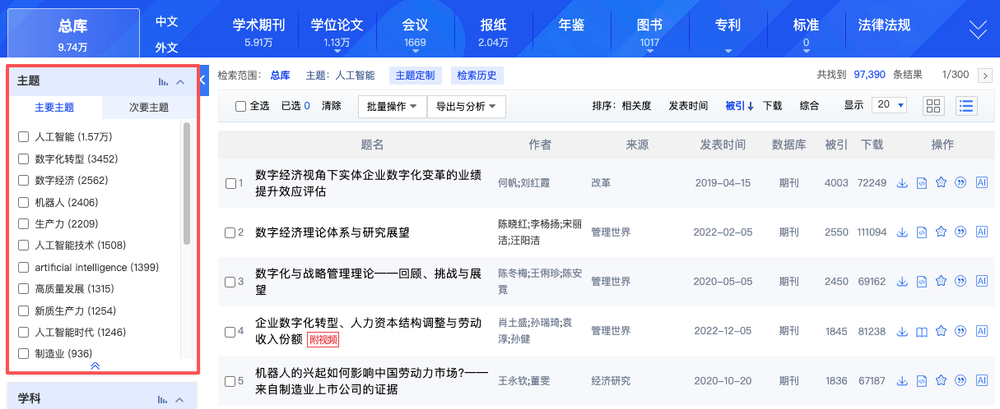 总库
9.74万
中文
外文
学术期刊
5.91万
学位论文
1.13万
会议
1669
报纸
2.04万
年鉴
图书
1017
专利
标准
0
法律法规
主题
主要主题
次要主题
人工智能 (1.57万)
数字化转型 (3452)
数字经济 (2562)
机器人 (2406)
生产力 (2209)
人工智能技术 (1508)
artificial intelligence (1399)
高质量发展 (1315)
新质生产力 (1254)
人工智能时代 (1246)
制造业 (936)
学科
检索范围: 总库 主题: 人工智能 主题定制 检索历史 共找到 97,390 条结果 1/300
全选 已选 0 清除 批量操作 导出与分析 排序: 相关度 发表时间 被引 下载 综合 显示 20
题名 作者 来源 发表时间 数据库 被引 下载 操作
1 数字经济视角下实体企业数字化变革的业绩
提升效应评估
何帆;刘红霞 改革 2019-04-15 期刊 4003 72249 AI
2 数字经济理论体系与研究展望
陈晓红;李杨扬;宋丽
洁;汪阳洁
管理世界 2022-02-05 期刊 2550 111094 AI
3 数字化与战略管理理论——回顾、挑战与展
望
陈冬梅;王俐珍;陈安
霓
管理世界 2020-05-05 期刊 2450 69162 AI
4 企业数字化转型、人力资本结构调整与劳动
收入份额 附视频
肖土盛;孙瑞琦;袁
淳;孙健
管理世界 2022-12-05 期刊 1845 81238 AI
5 机器人的兴起如何影响中国劳动力市场?——
来自制造业上市公司的证据
王永钦;董雯 经济研究 2020-10-20 期刊 1836 67187 AI